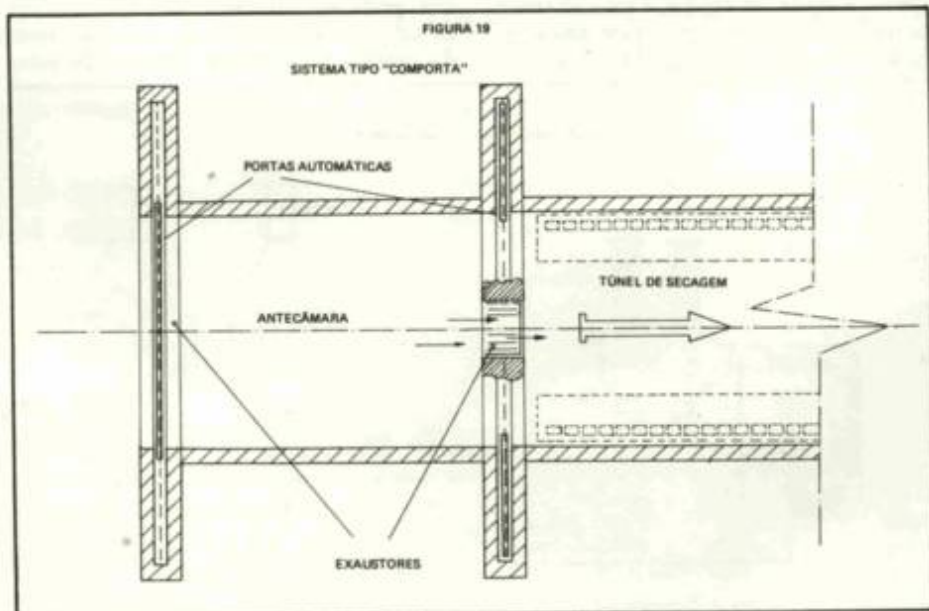 FIGURA 19
SISTEMA TIPO "COMPORTA"
PORTAS AUTOMÁTICAS
TÚNEL DE SECAGEM
ANTECÂMARA
EXAUSTORES